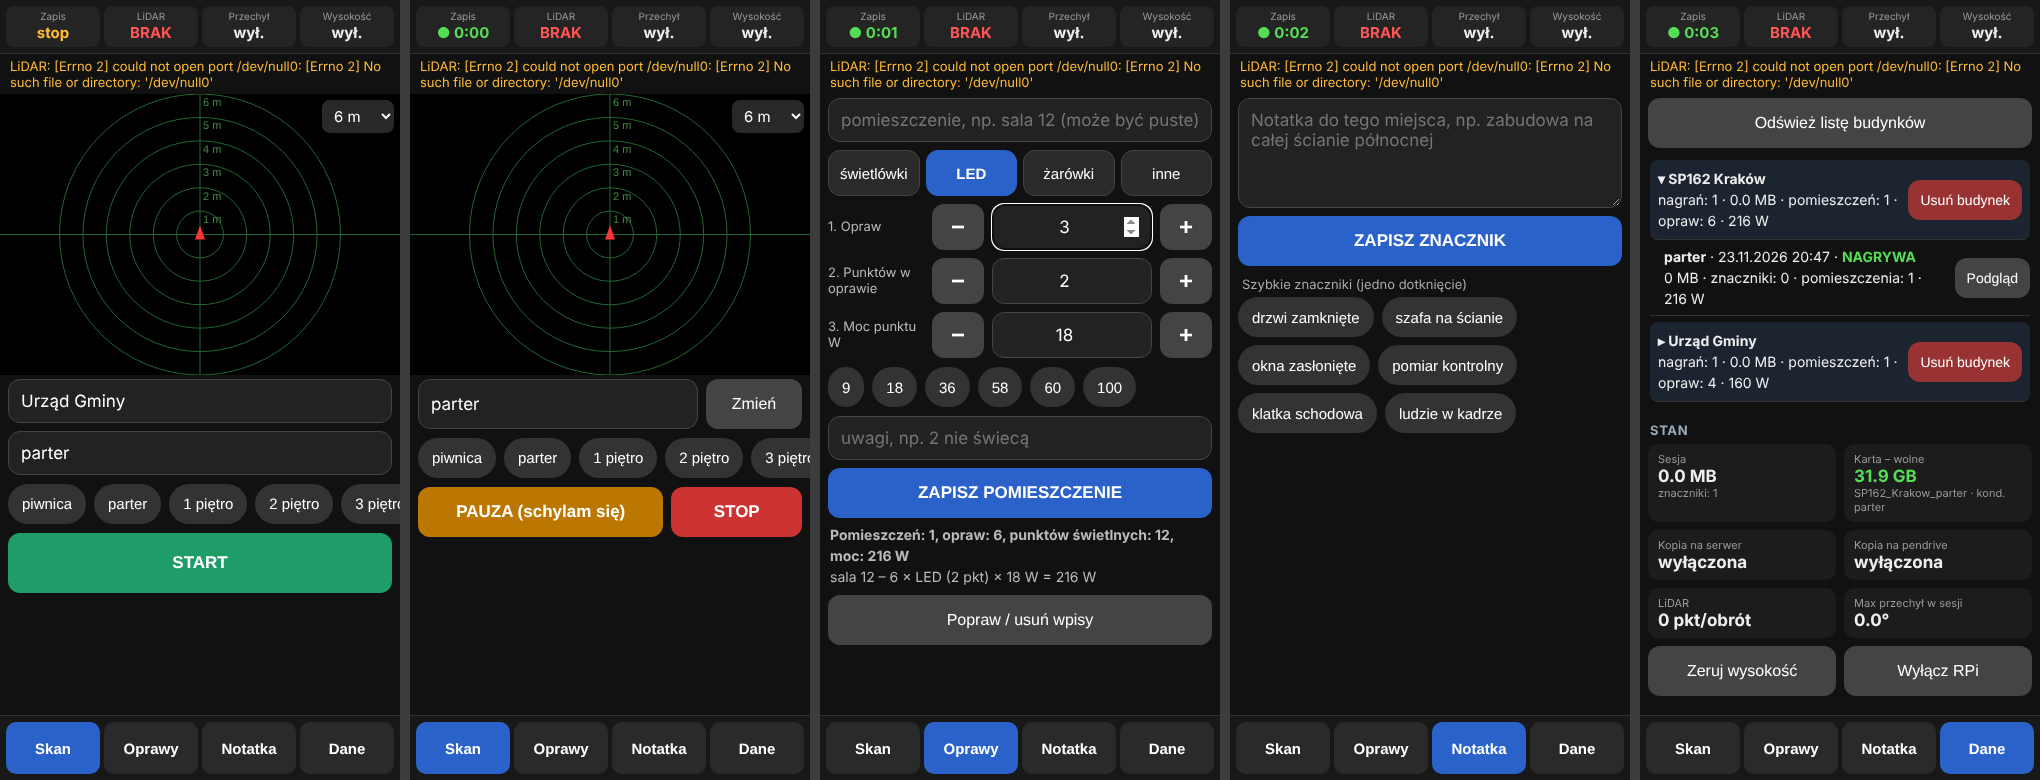 Zapis
stop
LiDAR
BRAK
Przechył
wył.
Wysokość
wył.
LiDAR: [Errno 2] could not open port /dev/null0: [Errno 2] No
such file or directory: '/dev/null0'
6 m
5 m
4 m
3 m
2 m
1 m
6 m
Urząd Gminy
parter
piwnica
parter
1 piętro
2 piętro
3 piętro
START
Skan
Oprawy
Notatka
Dane
Zapis
0:00
LiDAR
BRAK
Przechył
wył.
Wysokość
wył.
LiDAR: [Errno 2] could not open port /dev/null0: [Errno 2] No
such file or directory: '/dev/null0'
6 m
5 m
4 m
3 m
2 m
1 m
6 m
parter
Zmień
piwnica
parter
1 piętro
2 piętro
3 piętro
PAUZA (schylam się)
STOP
Skan
Oprawy
Notatka
Dane
Zapis
0:01
LiDAR
BRAK
Przechył
wył.
Wysokość
wył.
LiDAR: [Errno 2] could not open port /dev/null0: [Errno 2] No
such file or directory: '/dev/null0'
pomieszczenie, np. sala 12 (może być puste)
świetlówki
LED
żarówki
inne
1. Opraw
−
3
+
2. Punktów w
oprawie
−
2
+
3. Moc punktu
W
−
18
+
9
18
36
58
60
100
uwagi, np. 2 nie świecą
ZAPISZ POMIESZCZENIE
Pomieszczeń: 1, opraw: 6, punktów świetlnych: 12,
moc: 216 W
sala 12 – 6 × LED (2 pkt) × 18 W = 216 W
Popraw / usuń wpisy
Skan
Oprawy
Notatka
Dane
Zapis
0:02
LiDAR
BRAK
Przechył
wył.
Wysokość
wył.
LiDAR: [Errno 2] could not open port /dev/null0: [Errno 2] No
such file or directory: '/dev/null0'
Notatka do tego miejsca, np. zabudowa na
całej ścianie północnej
ZAPISZ ZNACZNIK
Szybkie znaczniki (jedno dotknięcie)
drzwi zamknięte
szafa na ścianie
okna zasłonięte
pomiar kontrolny
klatka schodowa
ludzie w kadrze
Skan
Oprawy
Notatka
Dane
Zapis
0:03
LiDAR
BRAK
Przechył
wył.
Wysokość
wył.
LiDAR: [Errno 2] could not open port /dev/null0: [Errno 2] No
such file or directory: '/dev/null0'
Odśwież listę budynków
▾ SP162 Kraków
nagrań: 1 · 0.0 MB · pomieszczeń: 1 ·
opraw: 6 · 216 W
Usuń budynek
parter · 23.11.2026 20:47 · NAGRYWA
0 MB · znaczniki: 0 · pomieszczenia: 1 ·
216 W
Podgląd
▸ Urząd Gminy
nagrań: 1 · 0.0 MB · pomieszczeń: 1 ·
opraw: 4 · 160 W
Usuń budynek
STAN
Sesja
0.0 MB
znaczniki: 1
Karta – wolne
31.9 GB
SP162_Krakow_parter · kond.
parter
Kopia na serwer
wyłączona
Kopia na pendrive
wyłączona
LiDAR
0 pkt/obrót
Max przechył w sesji
0.0°
Zeruj wysokość
Wyłącz RPi
Skan
Oprawy
Notatka
Dane